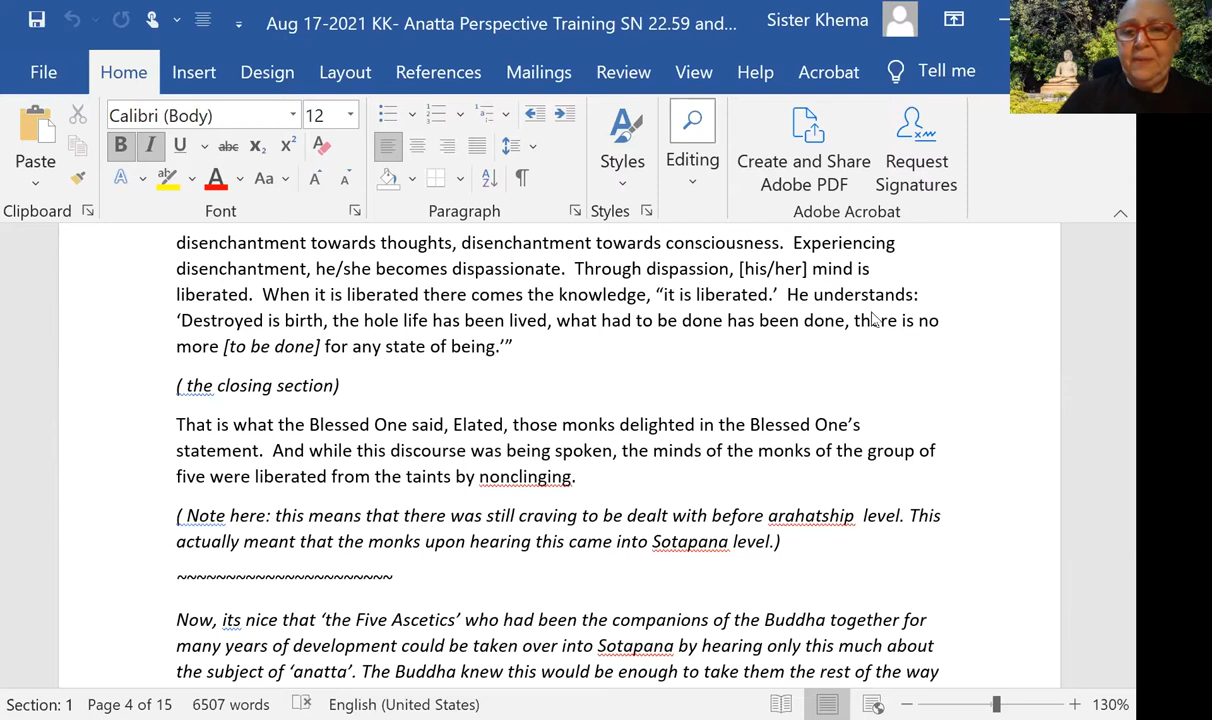 Aug 17-2021 KK- Anatta Perspective Training SN 22.59 and...
Sister Khema
File Home Insert Design Layout References Mailings Review View Help Acrobat Tell me
Calibri (Body) 12
Paste
Styles
Editing
Create and Share Adobe PDF
Request Signatures
Clipboard Font Paragraph Styles Adobe Acrobat
disenchantment towards thoughts, disenchantment towards consciousness. Experiencing
disenchantment, he/she becomes dispassionate. Through dispassion, [his/her] mind is
liberated. When it is liberated there comes the knowledge, “it is liberated.’ He understands:
‘Destroyed is birth, the hole life has been lived, what had to be done has been done, there is no
more [to be done] for any state of being.’”
( the closing section)
That is what the Blessed One said, Elated, those monks delighted in the Blessed One’s
statement. And while this discourse was being spoken, the minds of the monks of the group of
five were liberated from the taints by nonclinging.
( Note here: this means that there was still craving to be dealt with before arahatship level. This
actually meant that the monks upon hearing this came into Sotapana level.)
~~~~~~~~~~~~~~~~~~~~~~
Now, its nice that ‘the Five Ascetics’ who had been the companions of the Buddha together for
many years of development could be taken over into Sotapana by hearing only this much about
the subject of ‘anatta’. The Buddha knew this would be enough to take them the rest of the way
Section: 1 Page 4 of 15 6507 words English (United States) 130%